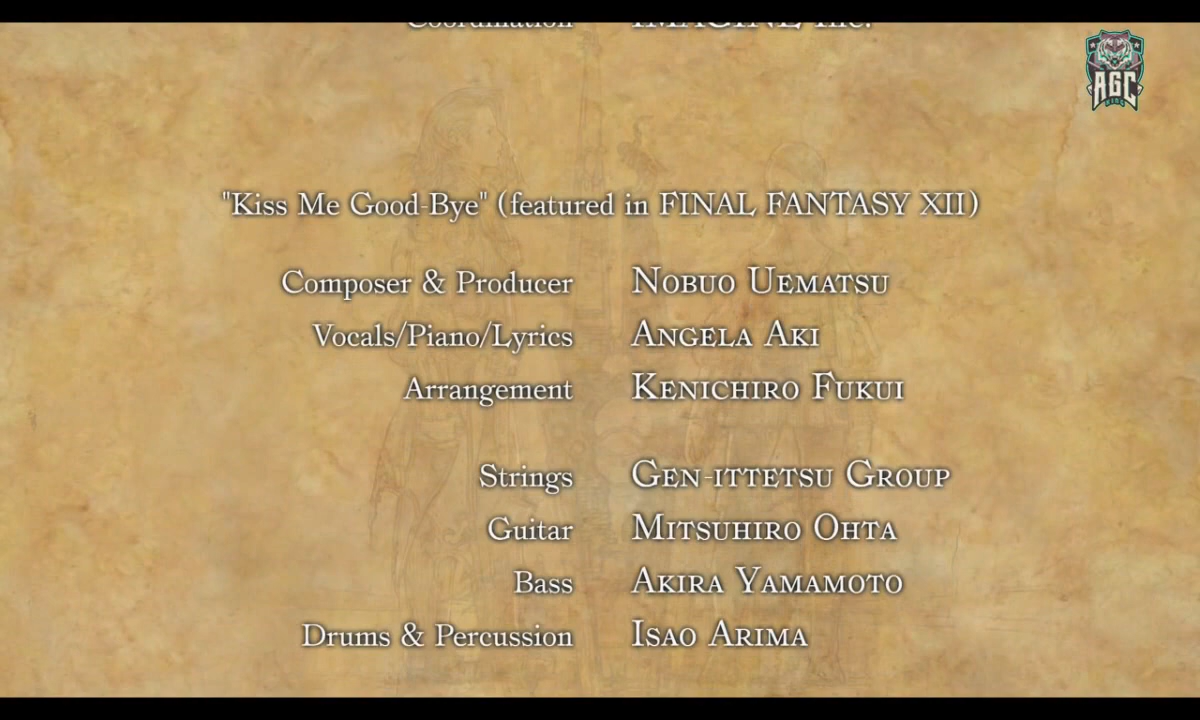 "Kiss Me Good-Bye" (featured in FINAL FANTASY XII)
Composer & Producer NOBUO UEMATSU
Vocals/Piano/Lyrics ANGELA AKI
Arrangement KENICHIRO FUKUI
Strings GEN-ITTETSU GROUP
Guitar MITSUHIRO OHTA
Bass AKIRA YAMAMOTO
Drums & Percussion ISAO ARIMA
AGC